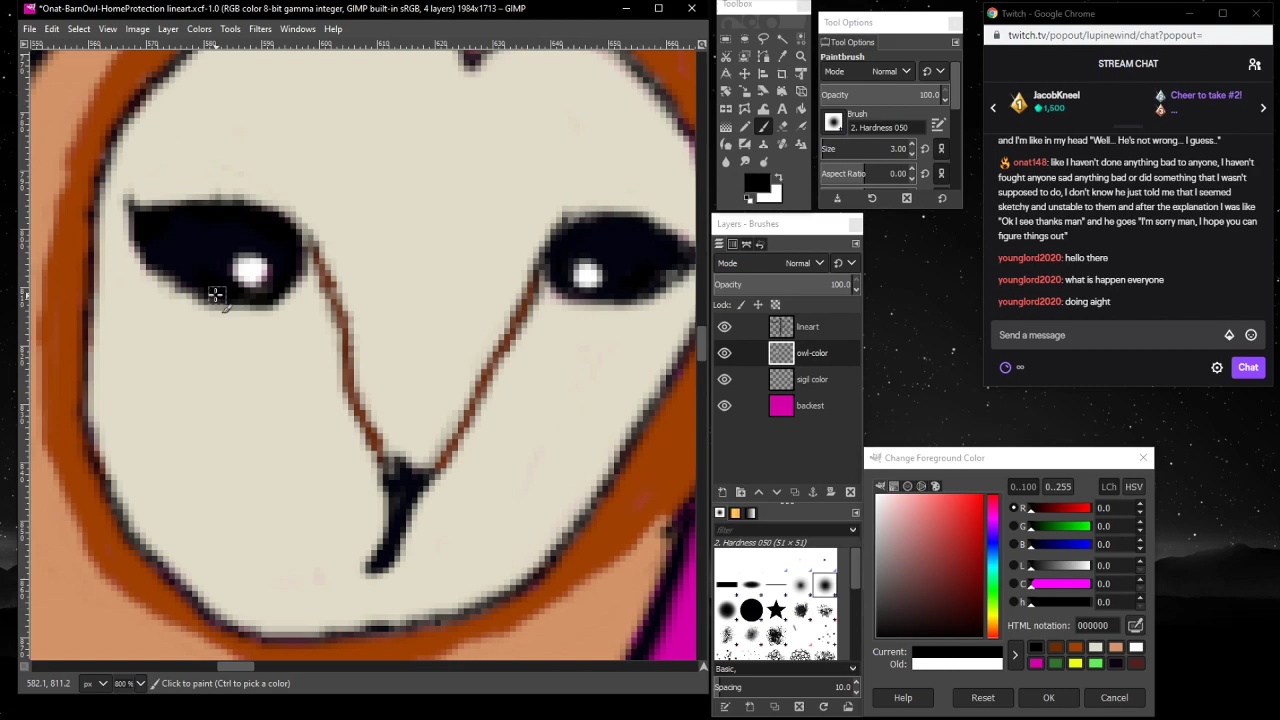 *Onat-BarnOwl-HomeProtection lineart.xcf-1.0 (RGB color 8-bit gamma integer, GIMP built-in sRGB, 4 layers) 1984x1713 – GIMP
File Edit Select View Image Layer Colors Tools Filters Windows Help
582.1, 811.2 px 800 % Click to paint (Ctrl to pick a color)
Toolbox
Tool Options
Tool Options
Paintbrush
Mode Normal
Opacity 100.0
Brush
2. Hardness 050
Size 3.00
Aspect Ratio 0.00
Layers - Brushes
Mode Normal
Opacity 100.0
Lock:
lineart
owl-color
sigil color
backest
filter
2. Hardness 050 (51 × 51)
Basic,
Spacing 10.0
Twitch - Google Chrome
twitch.tv/popout/lupinewind/chat?popout=
STREAM CHAT
JacobKneel
1,500
Cheer to take #2!
...
and I'm like in my head "Well... He's not wrong... I guess.."
onat148: like I haven't done anything bad to anyone, I haven't
fought anyone sad anything bad or did something that I wasn't
supposed to do, I don't know he just told me that I seemed
sketchy and unstable to them and after the explanation I was like
"Ok I see thanks man" and he goes "I'm sorry man, I hope you can
figure things out"
younglord2020: hello there
younglord2020: what is happen everyone
younglord2020: doing aight
Send a message
∞ Chat
Change Foreground Color
0..100 0..255 LCh HSV
R 0.0
G 0.0
B 0.0
L 0.0
C 0.0
h 0.0
HTML notation: 000000
Current:
Old:
Help Reset OK Cancel